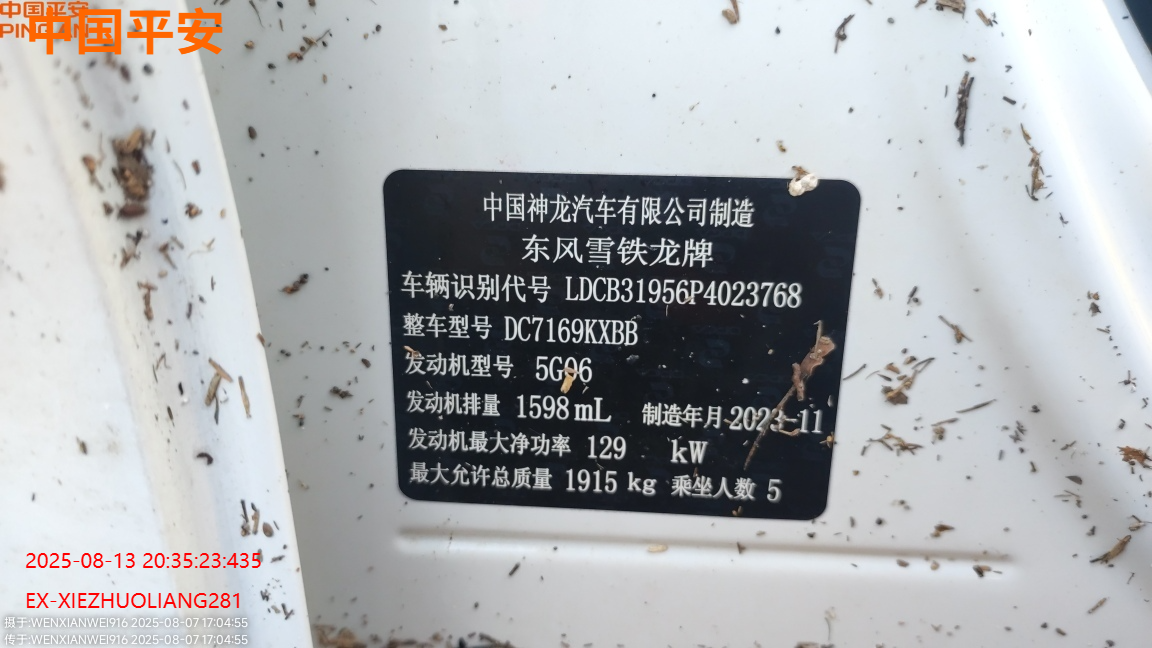 中国平安
PINGAN
中国平安
中国神龙汽车有限公司制造
东风雪铁龙牌
车辆识别代号 LDCB31956P4023768
整车型号 DC7169KXBB
发动机型号 5G06
发动机排量 1598 mL 制造年月 2023-11
发动机最大净功率 129 kW
最大允许总质量 1915 kg 乘坐人数 5
2025-08-13 20:35:23:435
EX-XIEZHUOLIANG281
摄于:WENXIANWEI916 2025-08-07 17:04:55
传于:WENXIANWEI916 2025-08-07 17:04:55